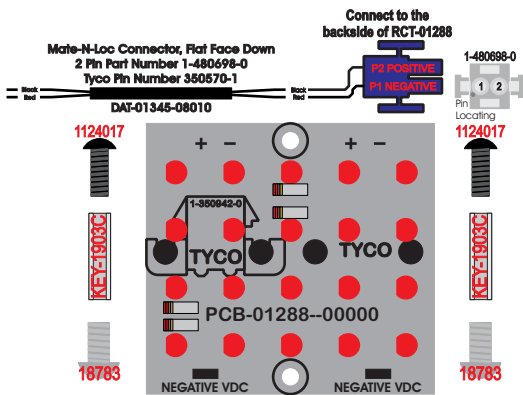 Connect to the
backside of RCT-01288
Mate-N-Loc Connector, Flat Face Down
2 Pin Part Number 1-480698-0
Tyco Pin Number 350570-1
Black
Red
Black
Red
DAT-01345-08010
P2 POSITIVE
P1 NEGATIVE
1-480698-0
1 2
Pin
Locating
1124017
1124017
+ −
+ −
1-350942-0
KEY-1903C
TYCO
TYCO
KEY-1903C
PCB-01288--00000
18783
18783
NEGATIVE VDC
NEGATIVE VDC